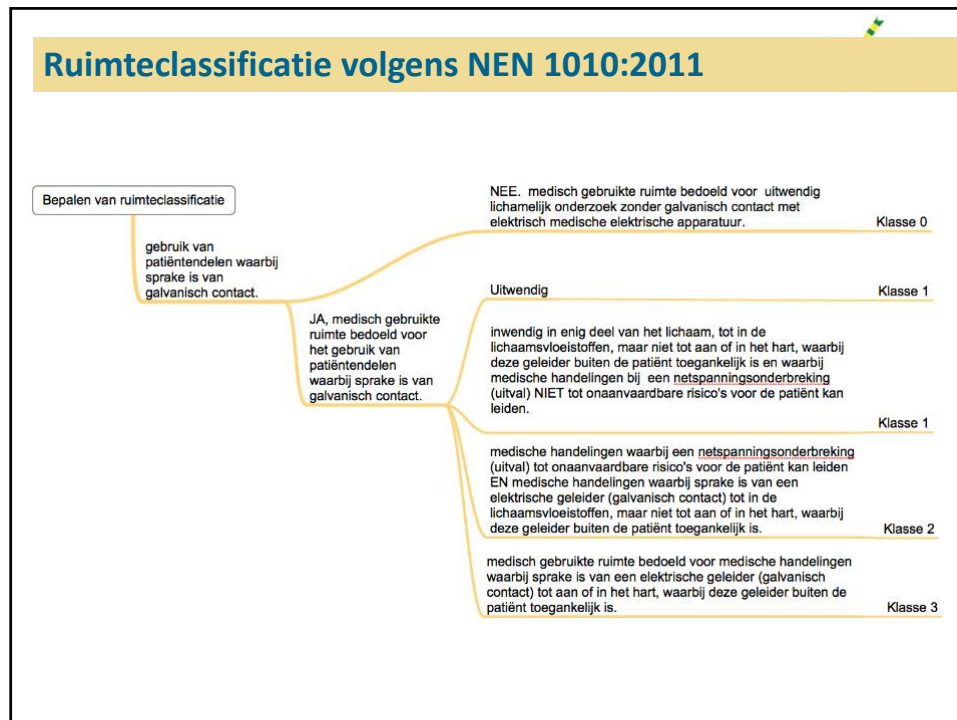 Ruimteclassificatie volgens NEN 1010:2011
Bepalen van ruimteclassificatie
gebruik van
patiëntendelen waarbij
sprake is van
galvanisch contact.
NEE. medisch gebruikte ruimte bedoeld voor uitwendig
lichamelijk onderzoek zonder galvanisch contact met
elektrisch medische elektrische apparatuur.
Klasse 0
JA, medisch gebruikte
ruimte bedoeld voor
het gebruik van
patiëntendelen
waarbij sprake is van
galvanisch contact.
Uitwendig
Klasse 1
inwendig in enig deel van het lichaam, tot in de
lichaamsvloeistoffen, maar niet tot aan of in het hart, waarbij
deze geleider buiten de patiënt toegankelijk is en waarbij
medische handelingen bij een netspanningsonderbreking
(uitval) NIET tot onaanvaardbare risico's voor de patiënt kan
leiden.
Klasse 1
medische handelingen waarbij een netspanningsonderbreking
(uitval) tot onaanvaardbare risico's voor de patiënt kan leiden
EN medische handelingen waarbij sprake is van een
elektrische geleider (galvanisch contact) tot in de
lichaamsvloeistoffen, maar niet tot aan of in het hart, waarbij
deze geleider buiten de patiënt toegankelijk is.
Klasse 2
medisch gebruikte ruimte bedoeld voor medische handelingen
waarbij sprake is van een elektrische geleider (galvanisch
contact) tot aan of in het hart, waarbij deze geleider buiten de
patiënt toegankelijk is.
Klasse 3